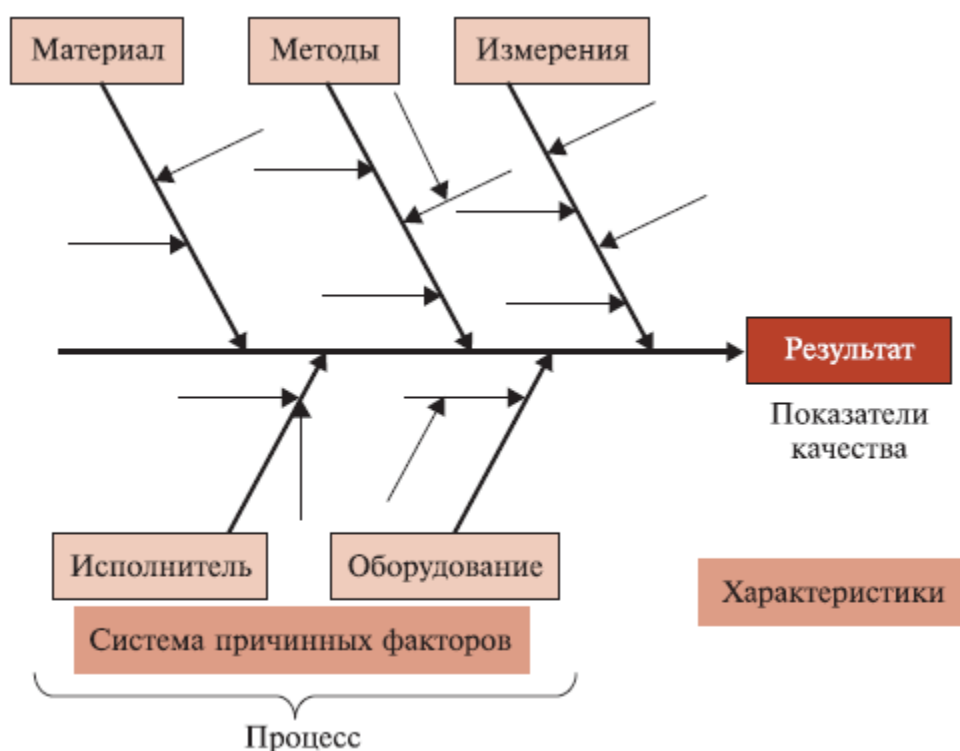 Материал
Методы
Измерения
Результат
Показатели
качества
Исполнитель
Оборудование
Характеристики
Система причинных факторов
Процесс